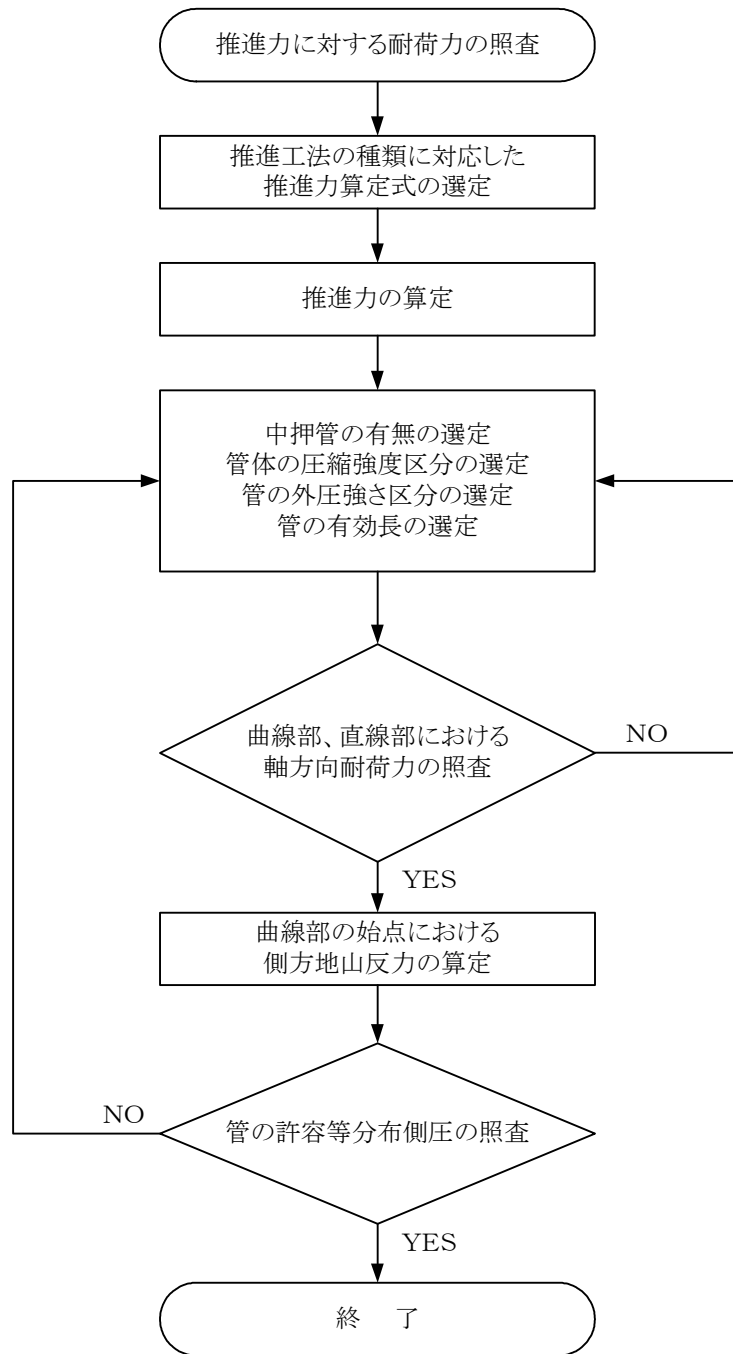 推進力に対する耐荷力の照査
推進工法の種類に対応した
推進力算定式の選定
推進力の算定
中押管の有無の選定
管体の圧縮強度区分の選定
管の外圧強さ区分の選定
管の有効長の選定
曲線部、直線部における
軸方向耐荷力の照査
NO
YES
曲線部の始点における
側方地山反力の算定
NO
管の許容等分布側圧の照査
YES
終 了